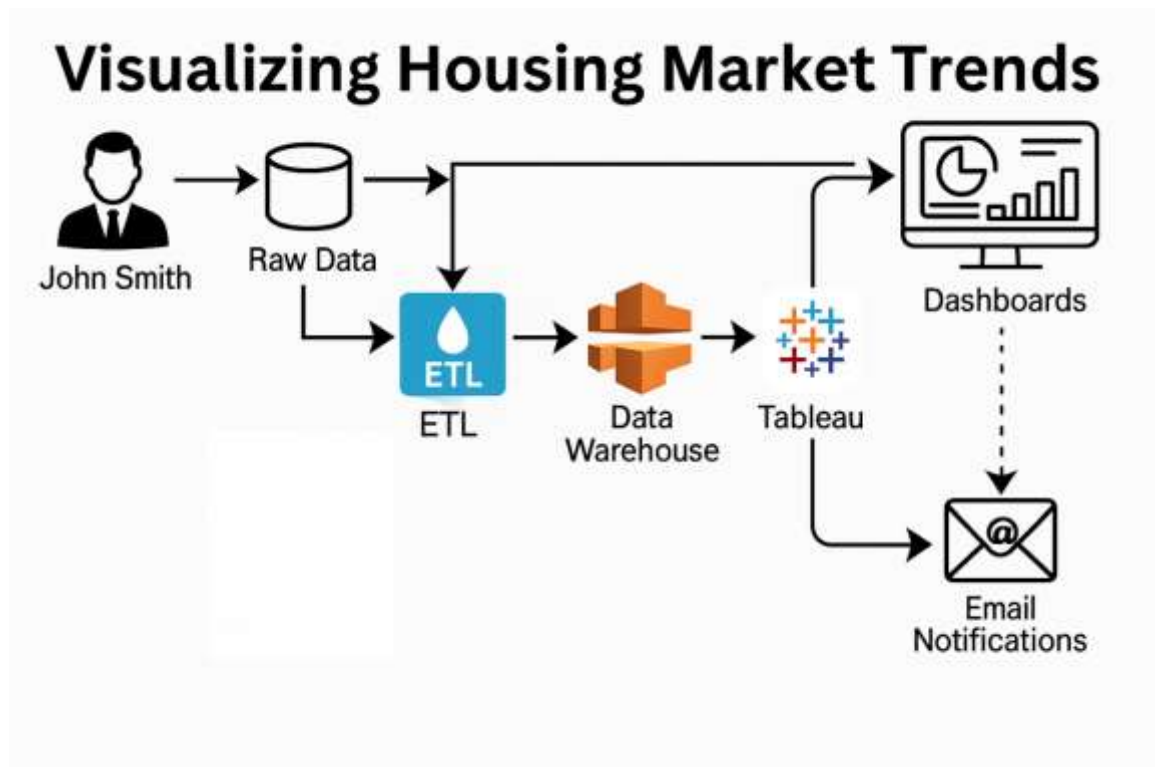 Visualizing Housing Market Trends
John Smith
Raw Data
Dashboards
ETL
ETL
Data
Warehouse
Tableau
@
Email
Notifications